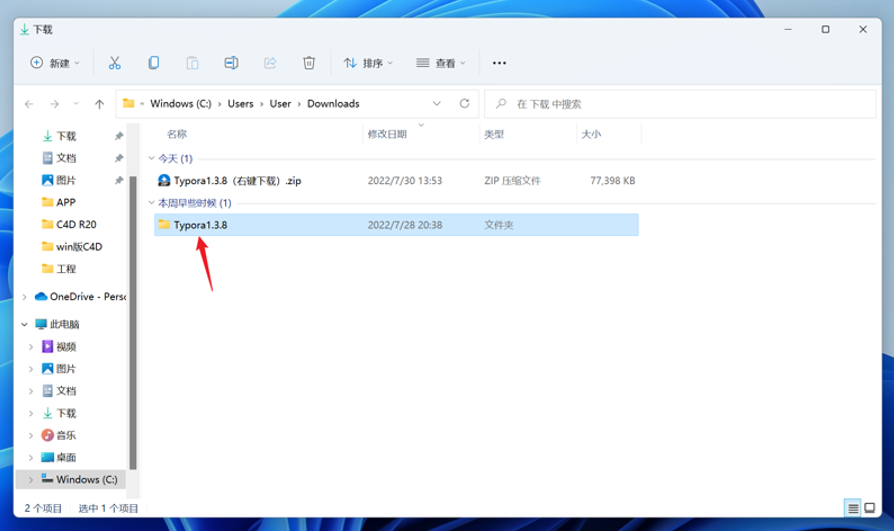 下载
新建
排序
查看
Windows (C:) › Users › User › Downloads
在 下载 中搜索
名称 修改日期 类型 大小
下载
文档
图片
APP
C4D R20
win版C4D
工程
OneDrive - Perso
此电脑
视频
图片
文档
下载
音乐
桌面
Windows (C:)
今天 (1)
Typora1.3.8（右键下载）.zip 2022/7/30 13:53 ZIP 压缩文件 77,398 KB
本周早些时候 (1)
Typora1.3.8 2022/7/28 20:38 文件夹
2 个项目 选中 1 个项目